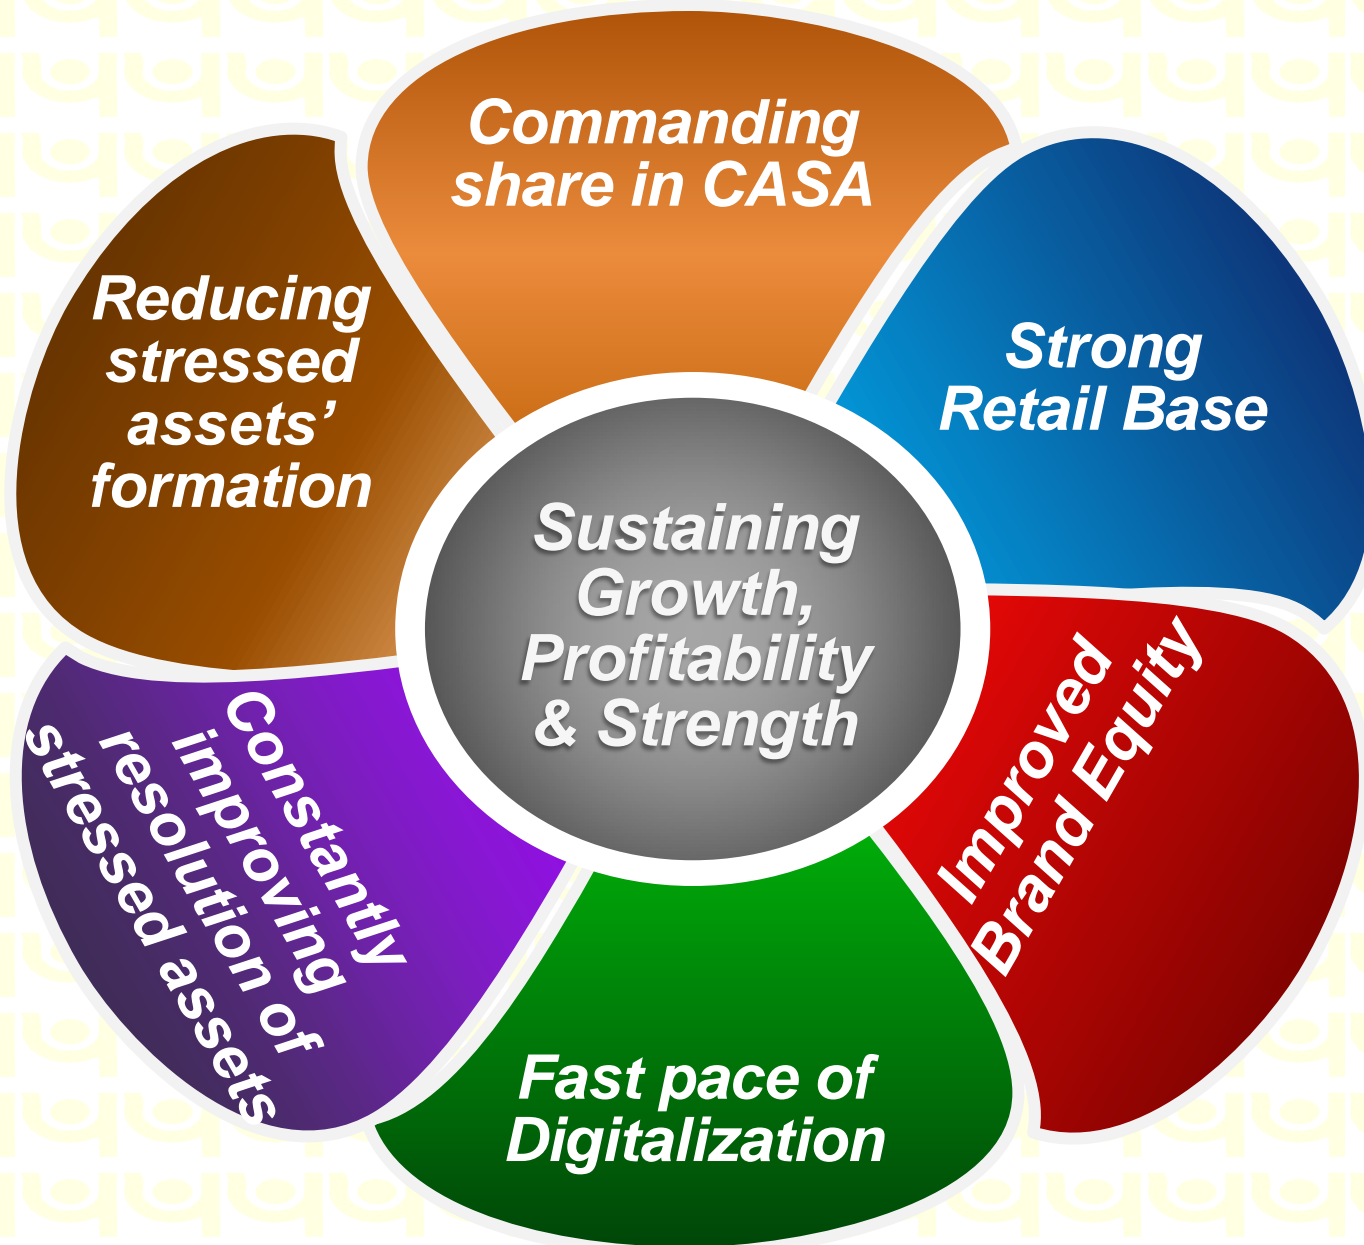 Commanding
share in CASA
Strong
Retail Base
Improved
Brand Equity
Fast pace of
Digitalization
Constantly
improving
resolution of
stressed assets
Reducing
stressed
assets’
formation
Sustaining
Growth,
Profitability
& Strength